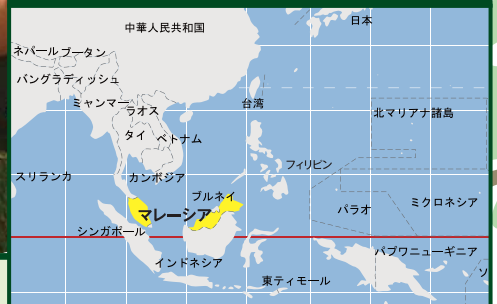 日本
中華人民共和国
ネパール
ブータン
バングラディッシュ
ミャンマー
ラオス
台湾
北マリアナ諸島
タイ
ベトナム
フィリピン
スリランカ
カンボジア
ブルネイ
ミクロネシア
マレーシア
パラオ
シンガポール
パプワニューギニア
インドネシア
ソ
東ティモール